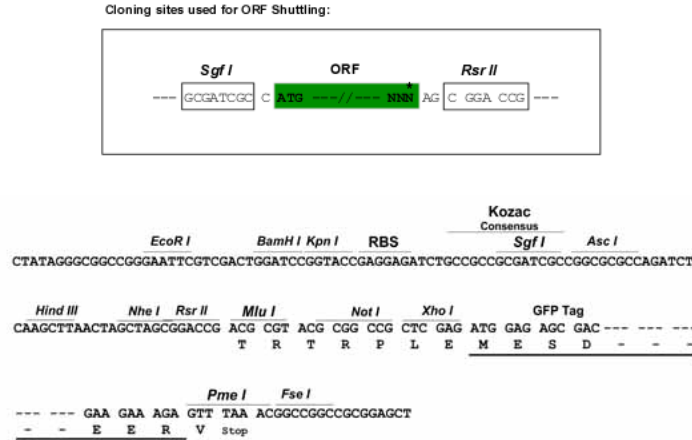 Cloning sites used for ORF Shuttling:
Sgf I ORF Rsr II
*
--- GCGATCGC C ATG ---//--- NNN AG C GGA CCG ---
Kozac
Consensus
EcoR I BamH I Kpn I RBS Sgf I Asc I
CTATAGGGCGGCCGGGAATTCGTCGACTGGATCCGGTACCGAGGAGATCTGCCGCCGCGATCGCCGGCGCGCCAGATCT
Hind III Nhe I Rsr II Mlu I Not I Xho I GFP Tag
CAAGCTTAACTAGCTAGCGGACCG ACG CGT ACG CGG CCG CTC GAG ATG GAG AGC GAC --- --- ---
T R T R P L E M E S D - - -
--- --- GAA GAA AGA GTT TAA ACGGCCGGCCGCGGAGCT
- - E E R V Stop
Pme I Fse I